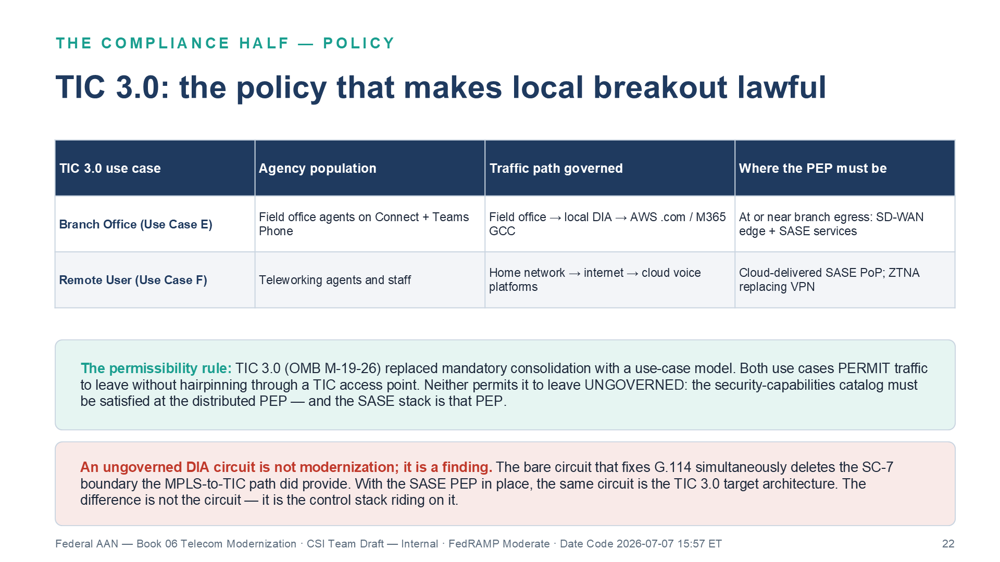 THE COMPLIANCE HALF — POLICY
TIC 3.0: the policy that makes local breakout lawful
TIC 3.0 use case
Agency population
Traffic path governed
Where the PEP must be
Branch Office (Use Case E)
Field office agents on Connect + Teams
Phone
Field office → local DIA → AWS .com / M365
GCC
At or near branch egress: SD-WAN
edge + SASE services
Remote User (Use Case F)
Teleworking agents and staff
Home network → internet → cloud voice
platforms
Cloud-delivered SASE PoP; ZTNA
replacing VPN
The permissibility rule: TIC 3.0 (OMB M-19-26) replaced mandatory consolidation with a use-case model. Both use cases PERMIT traffic
to leave without hairpinning through a TIC access point. Neither permits it to leave UNGOVERNED: the security-capabilities catalog must
be satisfied at the distributed PEP — and the SASE stack is that PEP.
An ungoverned DIA circuit is not modernization; it is a finding. The bare circuit that fixes G.114 simultaneously deletes the SC-7
boundary the MPLS-to-TIC path did provide. With the SASE PEP in place, the same circuit is the TIC 3.0 target architecture. The
difference is not the circuit — it is the control stack riding on it.
Federal AAN — Book 06 Telecom Modernization · CSI Team Draft — Internal · FedRAMP Moderate · Date Code 2026-07-07 15:57 ET
22